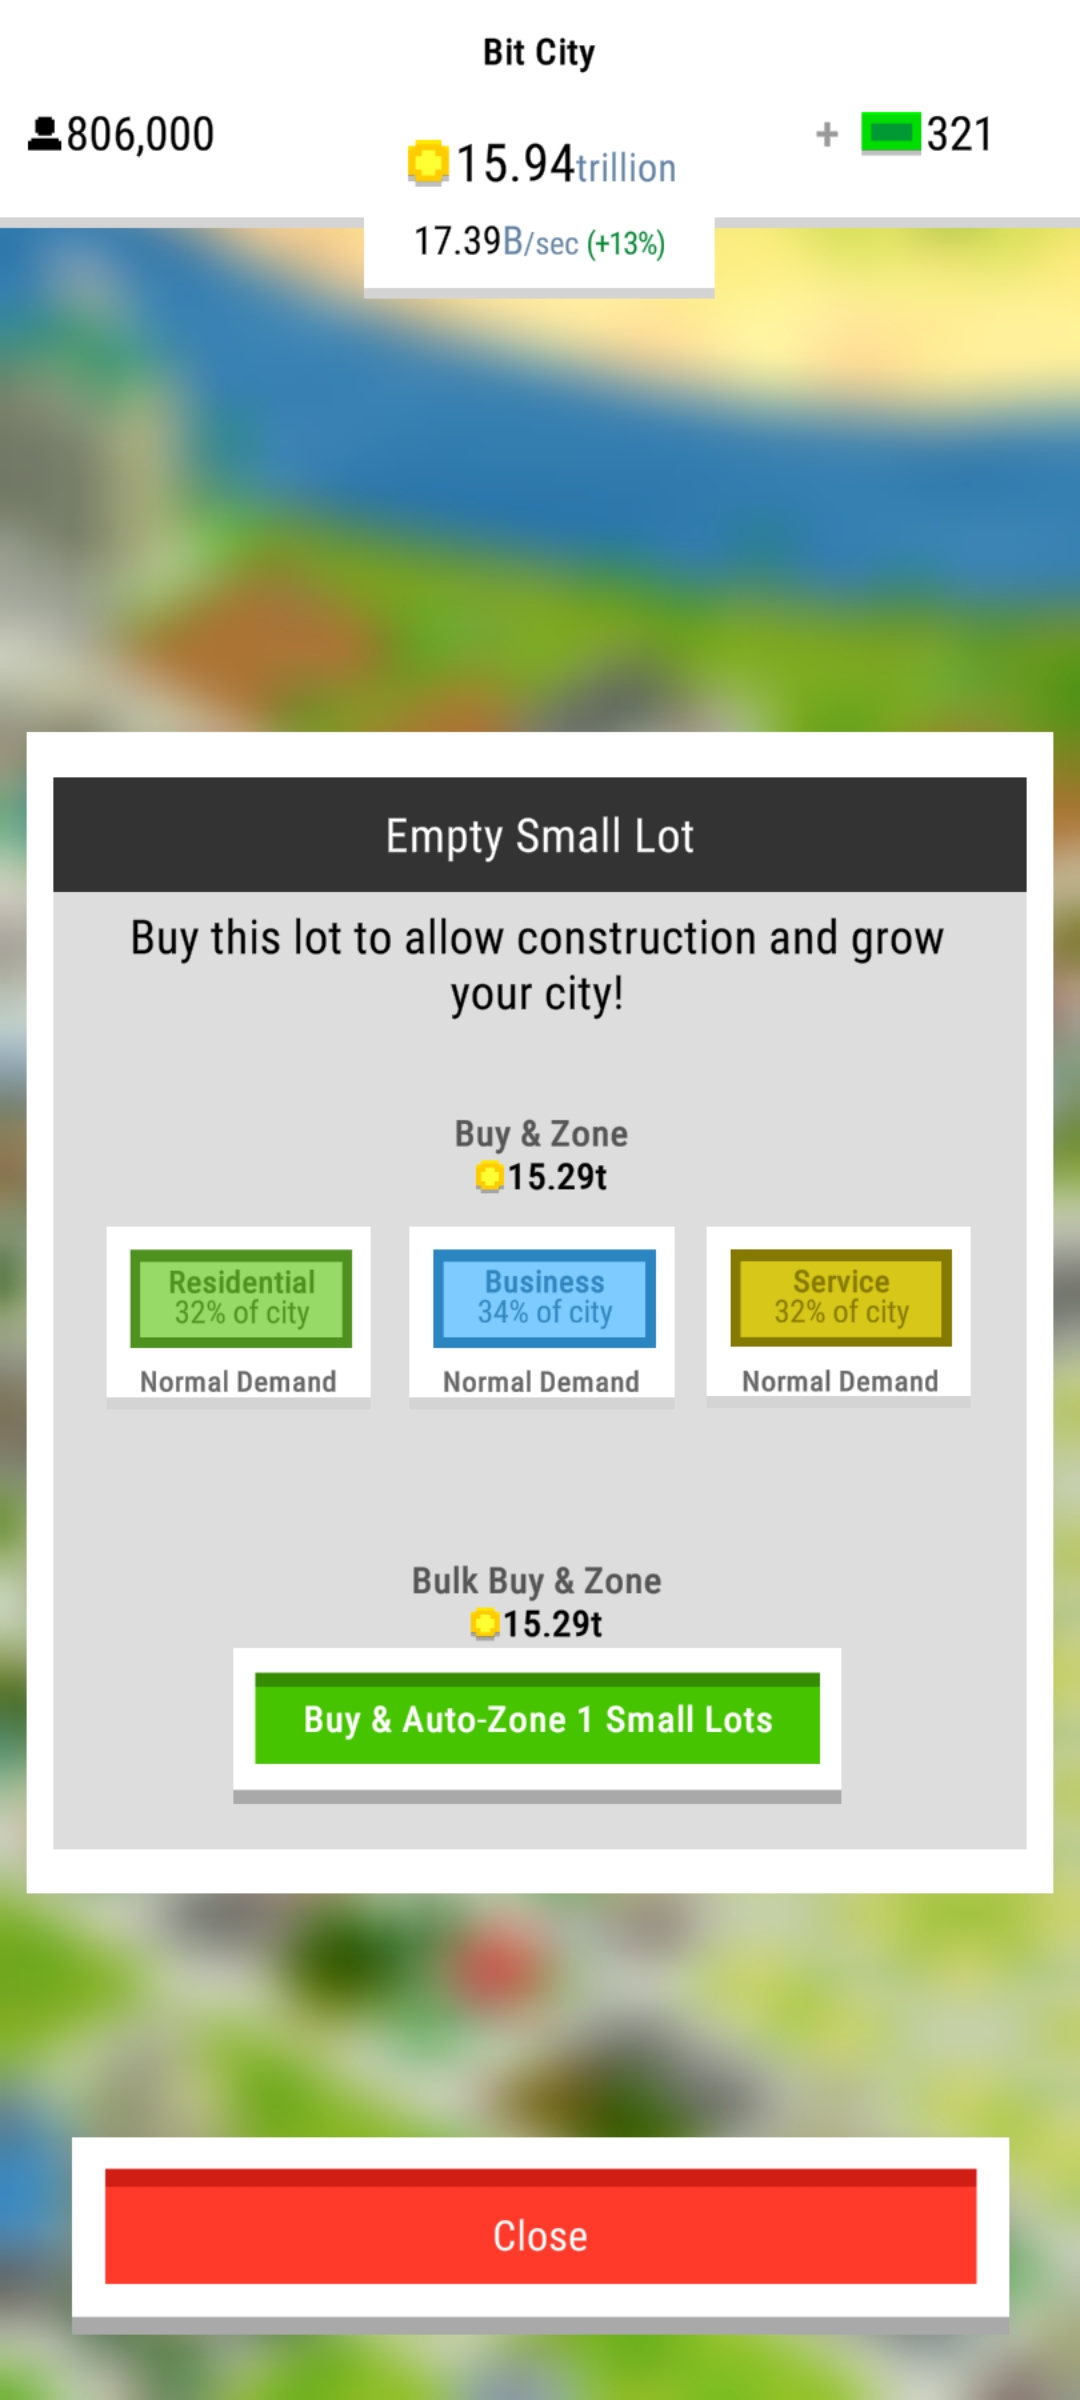 Bit City
806,000
15.94trillion
+ 321
17.39B/sec (+13%)
Empty Small Lot
Buy this lot to allow construction and grow
your city!
Buy & Zone
15.29t
Residential
32% of city
Normal Demand
Business
34% of city
Normal Demand
Service
32% of city
Normal Demand
Bulk Buy & Zone
15.29t
Buy & Auto-Zone 1 Small Lots
Close